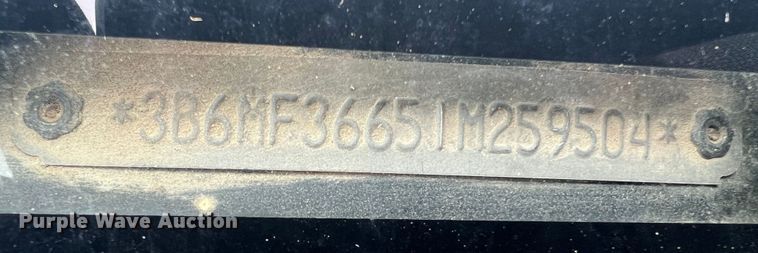 *3B6MF36651M259504*
Purple Wave Auction